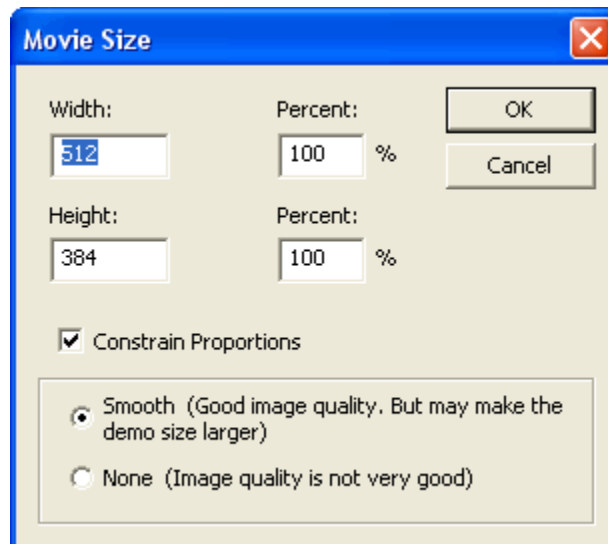 Movie Size
Width: Percent: OK
512 100 % Cancel
Height: Percent:
384 100 %
Constrain Proportions
Smooth (Good image quality. But may make the
demo size larger)
None (Image quality is not very good)